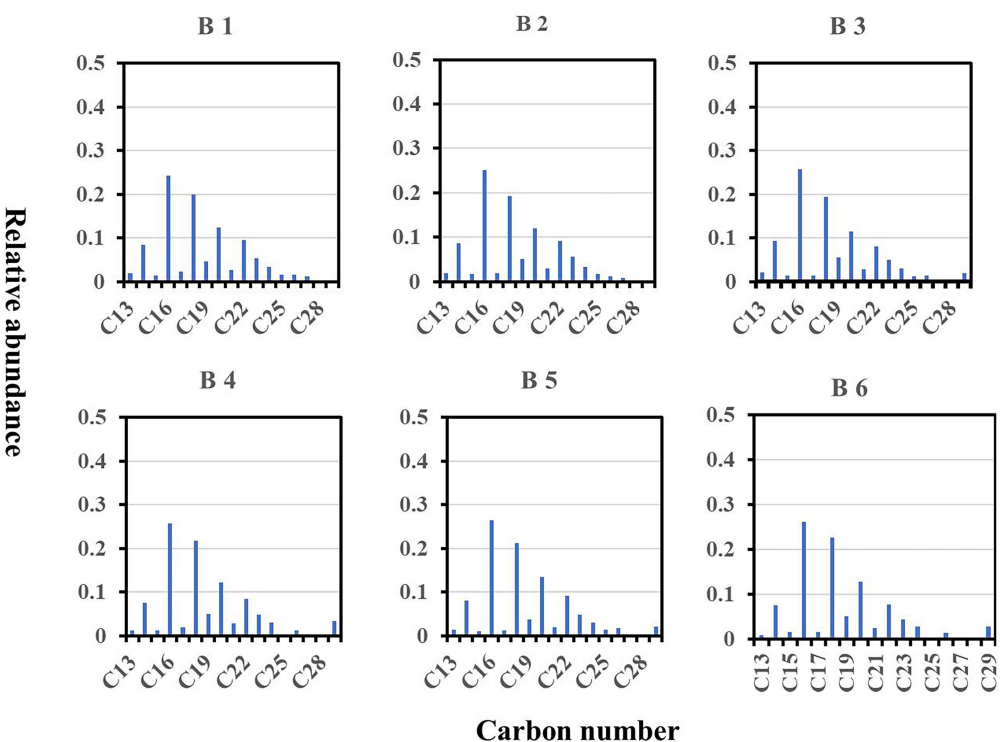 B 1
0.5
0.4
0.3
0.2
0.1
0
C13
C16
C19
C22
C25
C28
B 2
0.5
0.4
0.3
0.2
0.1
0
C13
C16
C19
C22
C25
C28
B 3
0.5
0.4
0.3
0.2
0.1
0
C13
C16
C19
C22
C25
C28
Relative abundance
B 4
0.5
0.4
0.3
0.2
0.1
0
C13
C16
C19
C22
C25
C28
B 5
0.5
0.4
0.3
0.2
0.1
0
C13
C16
C19
C22
C25
C28
B 6
0.5
0.4
0.3
0.2
0.1
0
C13
C15
C17
C19
C21
C23
C25
C27
C29
Carbon number